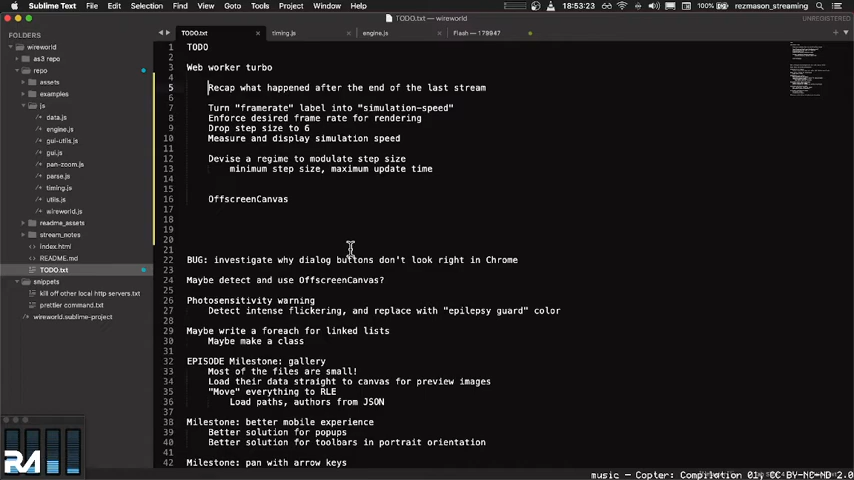 Sublime Text File Edit Selection Find View Goto Tools Project Window Help 100% rezmason_streaming
18:53:23
TODO.txt — wireworld
UNREGISTERED
FOLDERS
wireworld
as3 repo
repo
assets
examples
js
data.js
engine.js
gui-utils.js
gui.js
pan-zoom.js
parse.js
timing.js
utils.js
wireworld.js
readme_assets
stream_notes
index.html
README.md
TODO.txt
snippets
kill off other local http servers.txt
prettier command.txt
wireworld.sublime-project
TODO.txt timing.js engine.js Flash — 179947
1 TODO
2
3 Web worker turbo
4
5 Recap what happened after the end of the last stream
6
7 Turn "framerate" label into "simulation-speed"
8 Enforce desired frame rate for rendering
9 Drop step size to 6
10 Measure and display simulation speed
11
12 Devise a regime to modulate step size
13 minimum step size, maximum update time
14
15
16 OffscreenCanvas
17
18
19
20
21
22 BUG: investigate why dialog buttons don't look right in Chrome
23
24 Maybe detect and use OffscreenCanvas?
25
26 Photosensitivity warning
27 Detect intense flickering, and replace with "epilepsy guard" color
28
29 Maybe write a foreach for linked lists
30 Maybe make a class
31
32 EPISODE Milestone: gallery
33 Most of the files are small!
34 Load their data straight to canvas for preview images
35 "Move" everything to RLE
36 Load paths, authors from JSON
37
38 Milestone: better mobile experience
39 Better solution for popups
40 Better solution for toolbars in portrait orientation
41
42 Milestone: pan with arrow keys
music — Copter: Compilation 01, CC BY-NC-ND 2.0